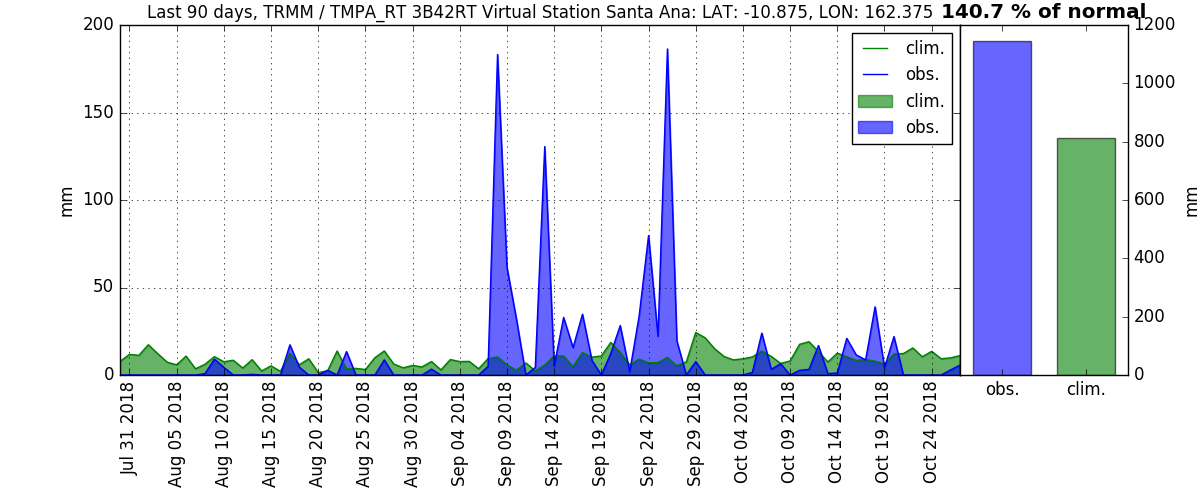 Last 90 days, TRMM / TMPA_RT 3B42RT Virtual Station Santa Ana: LAT: -10.875, LON: 162.375 140.7 % of normal
200
150
100
50
0
mm
clim.
obs.
clim.
obs.
Jul 31 2018
Aug 05 2018
Aug 10 2018
Aug 15 2018
Aug 20 2018
Aug 25 2018
Aug 30 2018
Sep 04 2018
Sep 09 2018
Sep 14 2018
Sep 19 2018
Sep 24 2018
Sep 29 2018
Oct 04 2018
Oct 09 2018
Oct 14 2018
Oct 19 2018
Oct 24 2018
1200
1000
800
600
400
200
0
mm
obs.
clim.